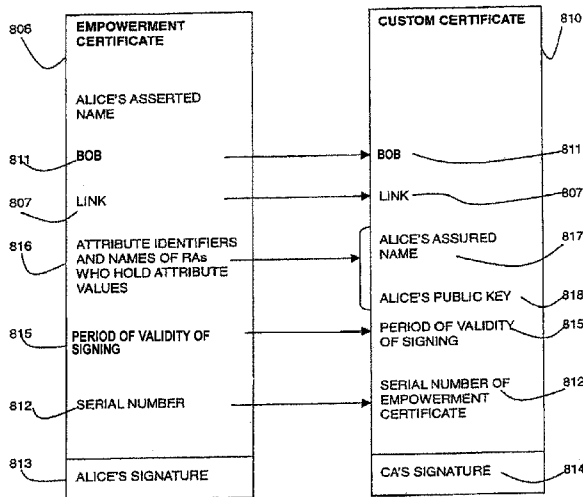 806
EMPOWERMENT
CERTIFICATE
CUSTOM CERTIFICATE
810
ALICE'S ASSERTED
NAME
811
BOB
BOB
811
807
LINK
LINK
807
816
ATTRIBUTE IDENTIFIERS
AND NAMES OF RAs
WHO HOLD ATTRIBUTE
VALUES
ALICE'S ASSURED
NAME
817
ALICE'S PUBLIC KEY
818
815
PERIOD OF VALIDITY OF
SIGNING
PERIOD OF VALIDITY
OF SIGNING
815
812
SERIAL NUMBER
SERIAL NUMBER OF
EMPOWERMENT
CERTIFICATE
812
813
ALICE'S SIGNATURE
CA'S SIGNATURE
814